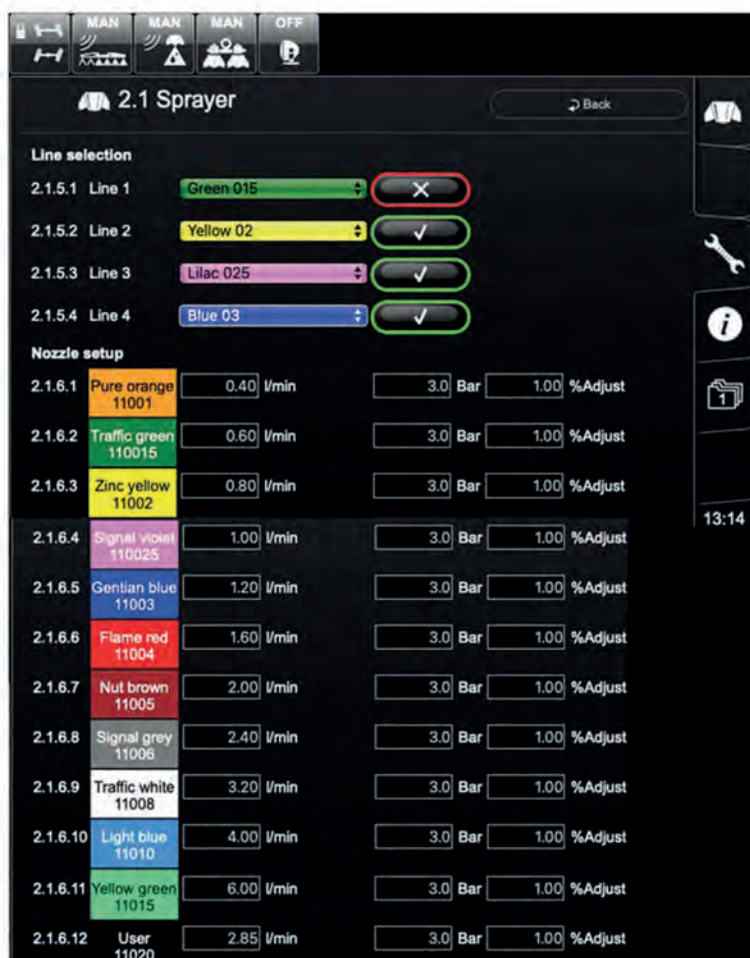 MAN MAN MAN OFF
2.1 Sprayer
Back
Line selection
2.1.5.1 Line 1 Green 015
2.1.5.2 Line 2 Yellow 02
2.1.5.3 Line 3 Lilac 025
2.1.5.4 Line 4 Blue 03
Nozzle setup
2.1.6.1 Pure orange 0.40 l/min 3.0 Bar 1.00 %Adjust
11001
2.1.6.2 Traffic green 0.60 l/min 3.0 Bar 1.00 %Adjust
110015
2.1.6.3 Zinc yellow 0.80 l/min 3.0 Bar 1.00 %Adjust
11002
13:14
2.1.6.4 Signal violet 1.00 l/min 3.0 Bar 1.00 %Adjust
110025
2.1.6.5 Gentian blue 1.20 l/min 3.0 Bar 1.00 %Adjust
11003
2.1.6.6 Flame red 1.60 l/min 3.0 Bar 1.00 %Adjust
11004
2.1.6.7 Nut brown 2.00 l/min 3.0 Bar 1.00 %Adjust
11005
2.1.6.8 Signal grey 2.40 l/min 3.0 Bar 1.00 %Adjust
11006
2.1.6.9 Traffic white 3.20 l/min 3.0 Bar 1.00 %Adjust
11008
2.1.6.10 Light blue 4.00 l/min 3.0 Bar 1.00 %Adjust
11010
2.1.6.11 Yellow green 6.00 l/min 3.0 Bar 1.00 %Adjust
11015
2.1.6.12 User 2.85 l/min 3.0 Bar 1.00 %Adjust
11020
i
1